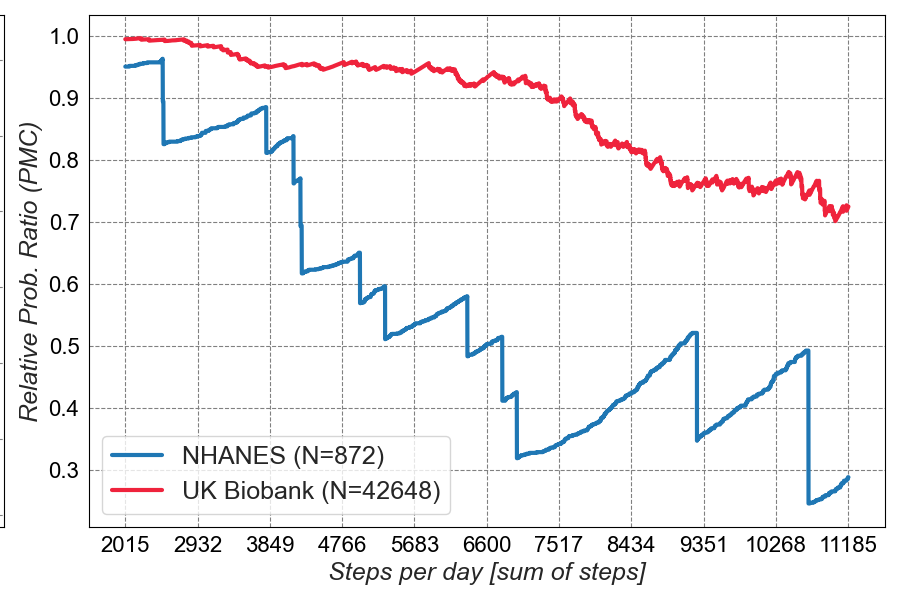 1.0
0.9
0.8
0.7
0.6
0.5
0.4
0.3
Relative Prob. Ratio (PMC)
NHANES (N=872)
UK Biobank (N=42648)
2015 2932 3849 4766 5683 6600 7517 8434 9351 10268 11185
Steps per day [sum of steps]